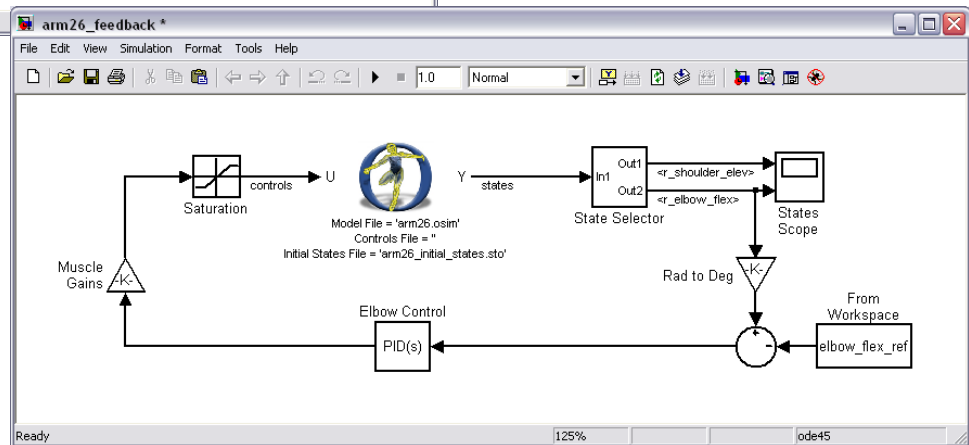 arm26_feedback *
File Edit View Simulation Format Tools Help
1.0 Normal
Saturation
controls
U
Y
states
Model File = 'arm26.osim'
Controls File = ''
Initial States File = 'arm26_initial_states.sto'
In1
Out1
Out2
State Selector
<r_shoulder_elev>
<r_elbow_flex>
States
Scope
Muscle
Gains
-K-
Rad to Deg
-K-
Elbow Control
PID(s)
+
-
From
Workspace
elbow_flex_ref
Ready 125% ode45